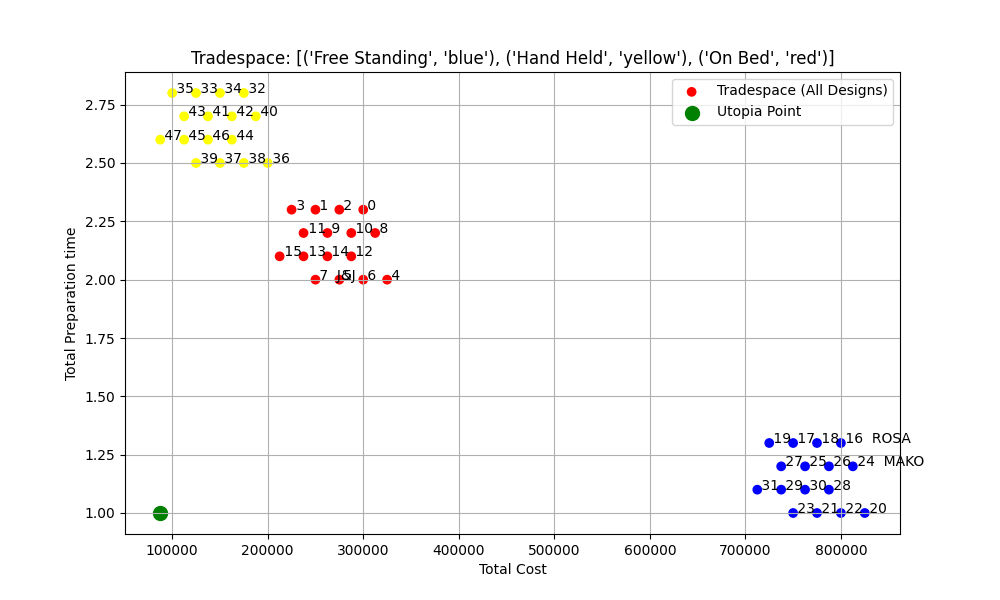 Tradespace: [('Free Standing', 'blue'), ('Hand Held', 'yellow'), ('On Bed', 'red')]
Tradespace (All Designs)
Utopia Point
Total Preparation time
2.75
2.50
2.25
2.00
1.75
1.50
1.25
1.00
35 33 34 32
43 41 42 40
47 45 46 44
39 37 38 36
3 1 2 0
11 9 10 8
15 13 14 12
7 5 6 4
19 17 18 16 ROSA
27 25 26 24 MAKO
31 29 30 28
23 21 22 20
100000 200000 300000 400000 500000 600000 700000 800000
Total Cost